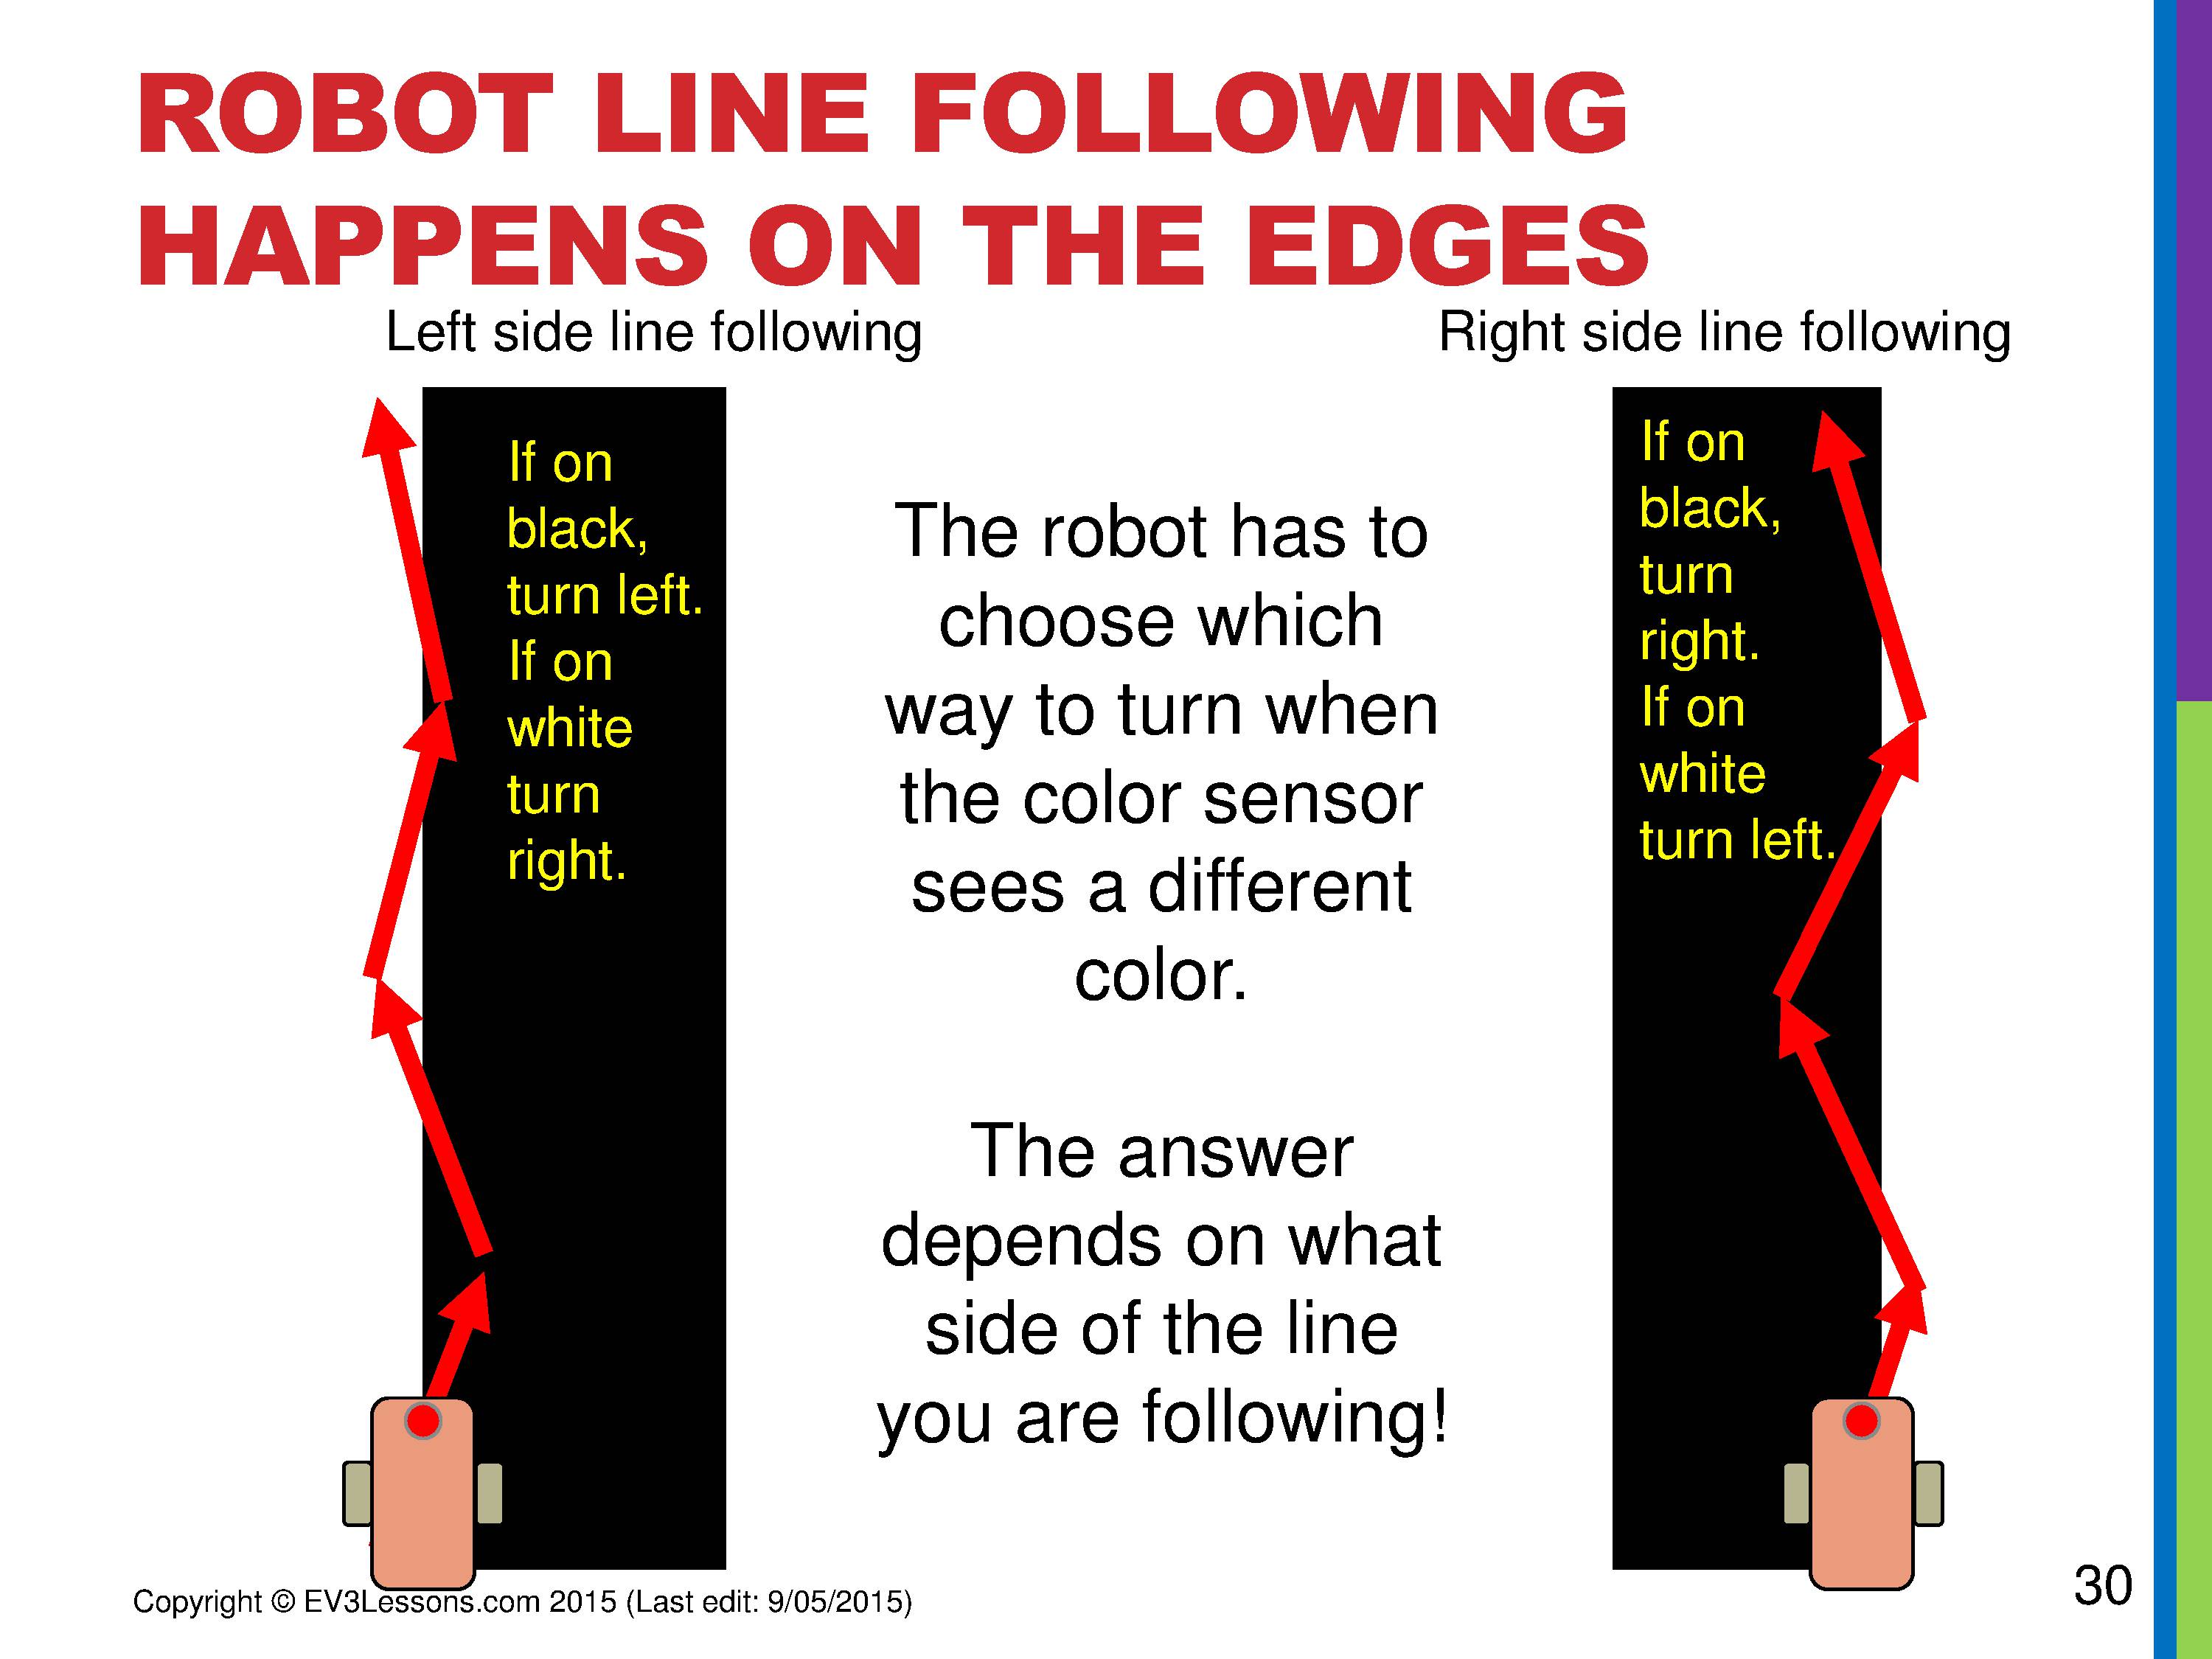 ROBOT LINE FOLLOWING
HAPPENS ON THE EDGES
Left side line following
Right side line following
If on
black,
turn left.
If on
white
turn
right.
The robot has to
choose which
way to turn when
the color sensor
sees a different
color.
The answer
depends on what
side of the line
you are following!
If on
black,
turn
right.
If on
white
turn left.
Copyright © EV3Lessons.com 2015 (Last edit: 9/05/2015)
30